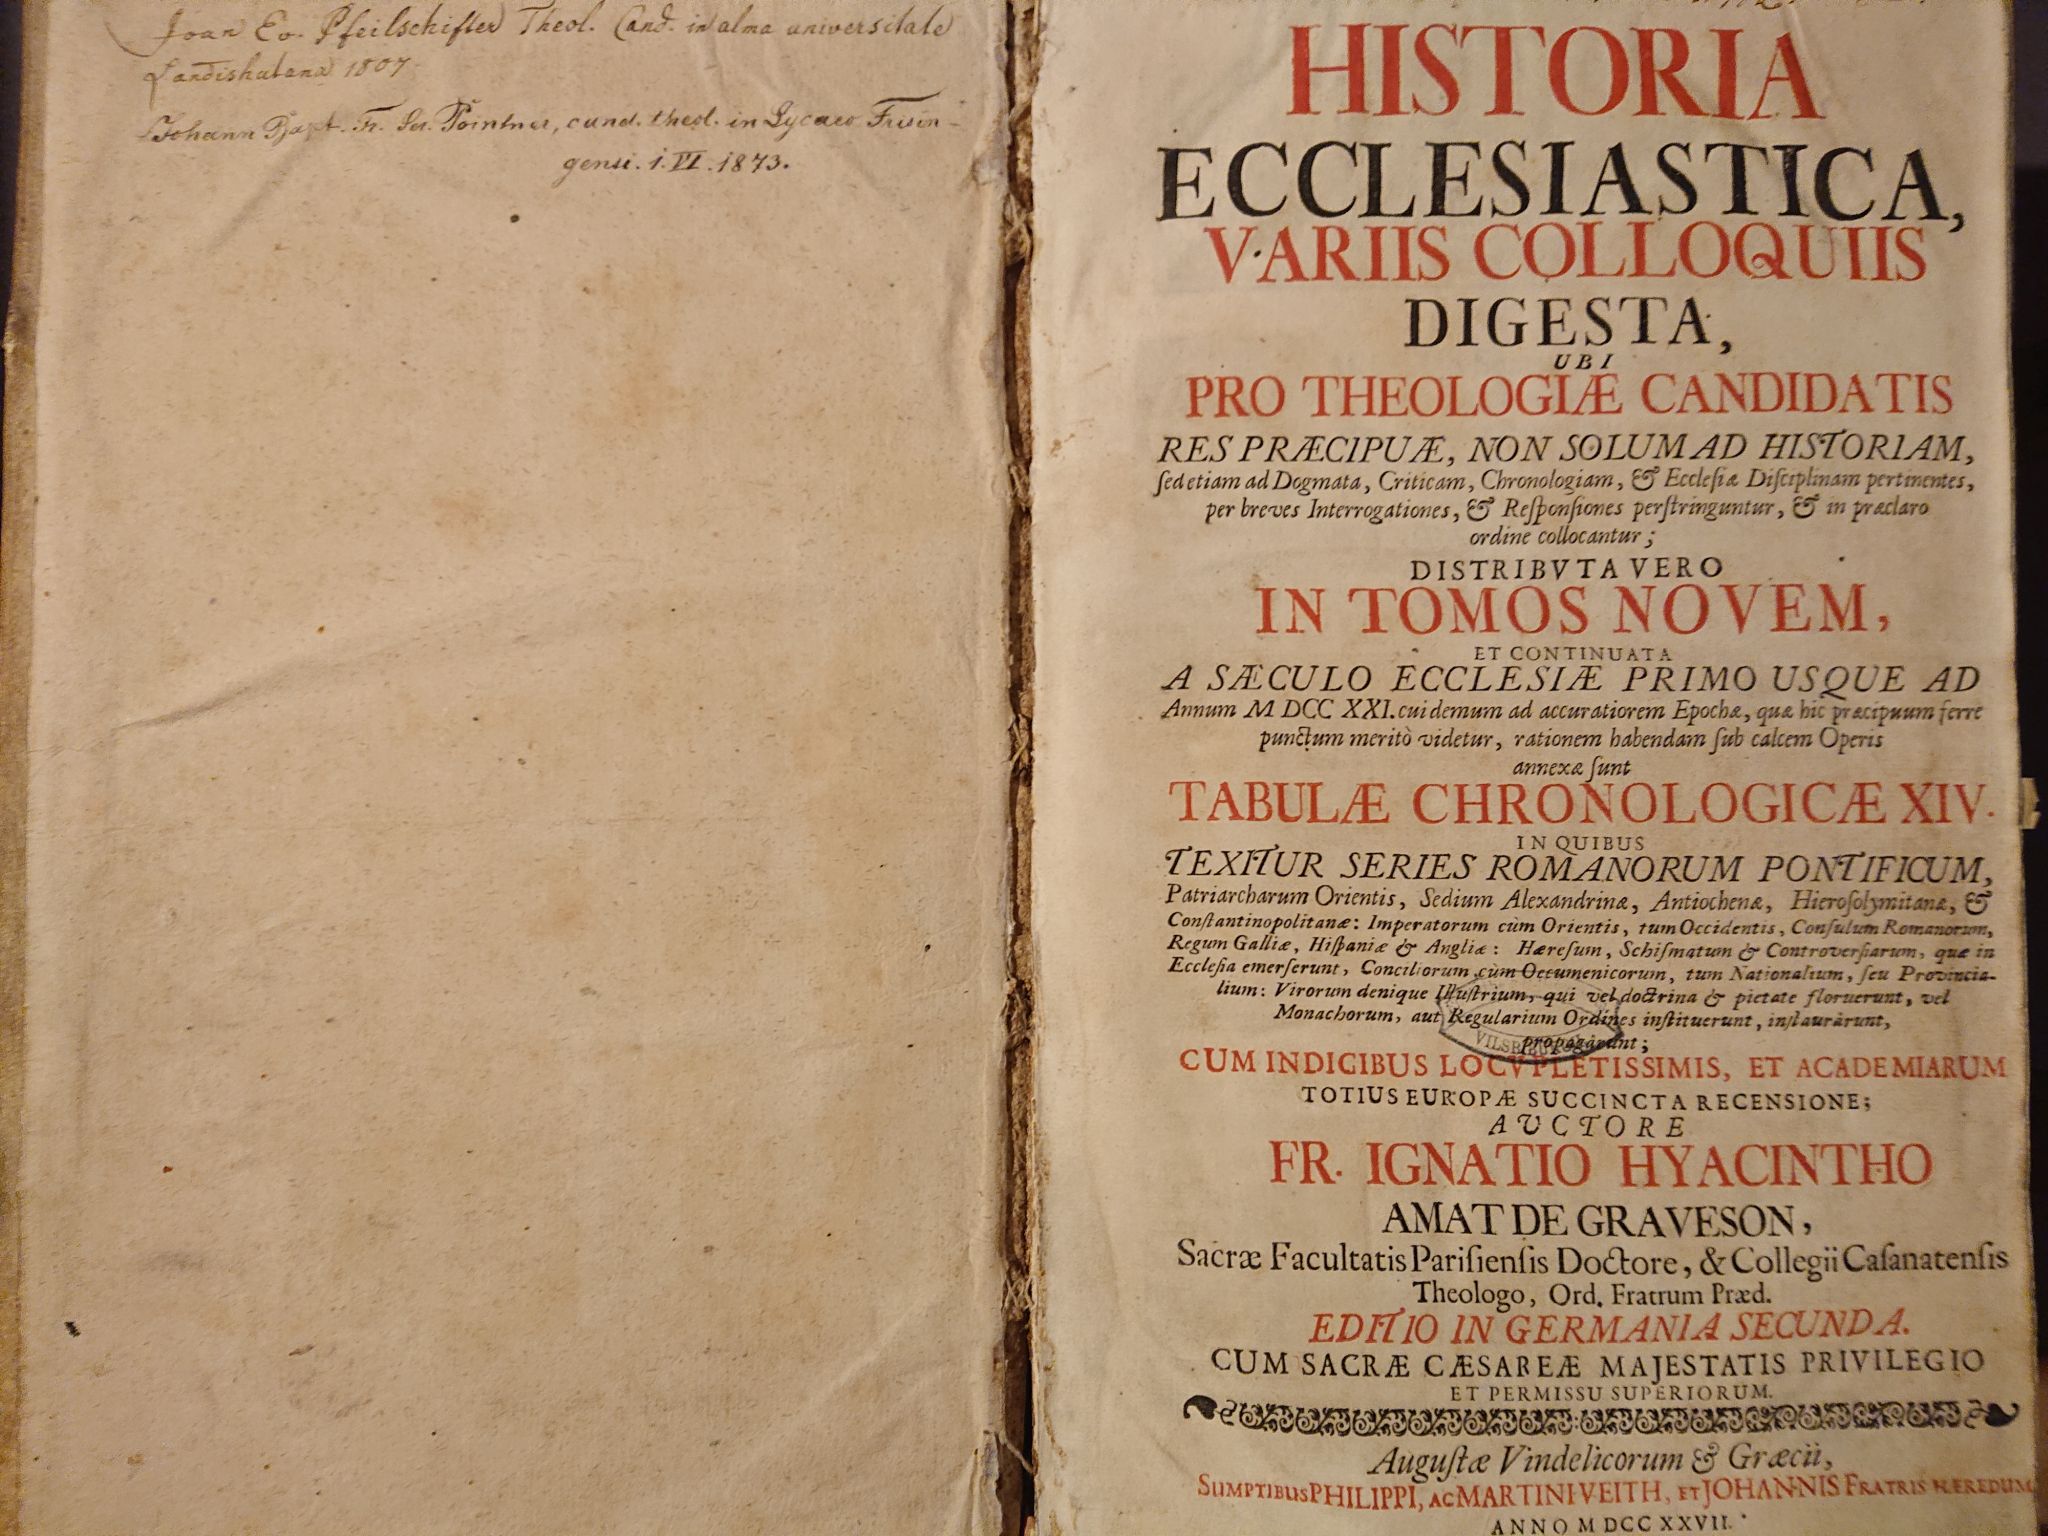 Joan Ev. Pfeilschifter Theol. Cand. in alma universitate
Landishutana 1807
Johann Bapt. Fr. Ser. Pointner, cand. theol. in Lycaeo Frisin-
gensi. 1. VI. 1873.
HISTORIA
ECCLESIASTICA,
VARIIS COLLOQUIIS
DIGESTA,
UBI
PRO THEOLOGIÆ CANDIDATIS
RES PRÆCIPUÆ, NON SOLUM AD HISTORIAM,
ſed etiam ad Dogmata, Criticam, Chronologiam, & Eccleſiæ Diſciplinam pertinentes,
per breves Interrogationes, & Reſponſiones perſtringuntur, & in præclaro
ordine collocantur;
DISTRIBVTA VERO
IN TOMOS NOVEM,
ET CONTINUATA
A SÆCULO ECCLESIÆ PRIMO USQUE AD
Annum M DCC XXI. cui demum ad accuratiorem Epochæ, quæ hic præcipuum ferre
punctum meritò videtur, rationem habendam ſub calcem Operis
annexæ ſunt
TABULÆ CHRONOLOGICÆ XIV.
IN QUIBUS
TEXITUR SERIES ROMANORUM PONTIFICUM,
Patriarcharum Orientis, Sedium Alexandrinæ, Antiochenæ, Hieroſolymitanæ, &
Conſtantinopolitanæ: Imperatorum cùm Orientis, tum Occidentis, Conſulum Romanorum,
Regum Galliæ, Hiſpaniæ & Angliæ: Hæreſum, Schiſmatum & Controverſiarum, quæ in
Eccleſia emerſerunt, Conciliorum cùm Oecumenicorum, tum Nationalium, ſeu Provincia-
lium: Virorum denique Illuſtrium, qui vel doctrina & pietate floruerunt, vel
Monachorum, aut Regularium Ordines inſtituerunt, inſtaurârunt,
propagârunt;
CUM INDICIBUS LOCVPLETISSIMIS, ET ACADEMIARUM
TOTIUS EUROPÆ SUCCINCTA RECENSIONE;
AVCTORE
FR. IGNATIO HYACINTHO
AMAT DE GRAVESON,
Sacræ Facultatis Pariſienſis Doctore, & Collegii Caſanatenſis
Theologo, Ord. Fratrum Præd.
EDITIO IN GERMANIA SECUNDA.
CUM SACRÆ CÆSAREÆ MAJESTATIS PRIVILEGIO
ET PERMISSU SUPERIORUM.
Auguſtæ Vindelicorum & Græcii,
SUMPTIBUS PHILIPPI, AC MARTINI VEITH, ET JOHANNIS FRATRIS HÆREDUM
ANNO M DCC XXVII.